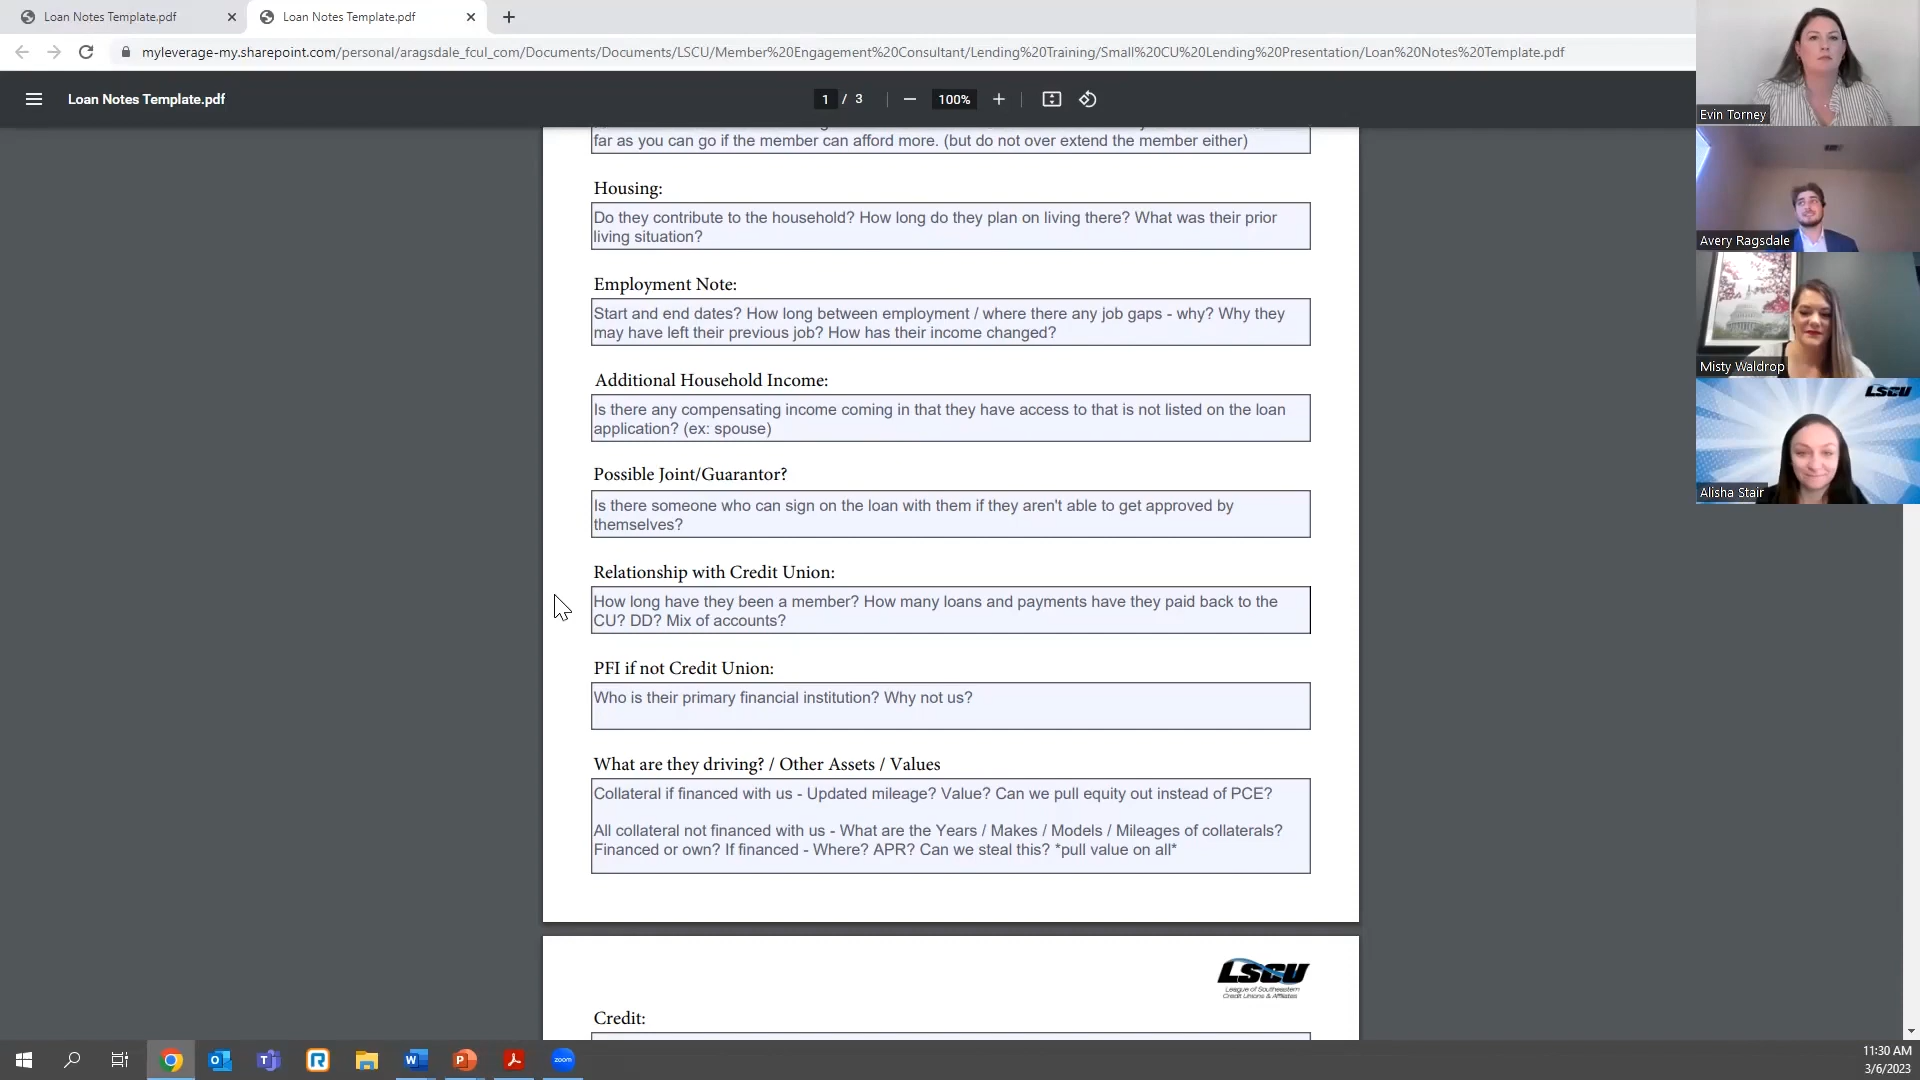 Loan Notes Template.pdf
Loan Notes Template.pdf
myleverage-my.sharepoint.com/personal/aragsdale_fcul_com/Documents/Documents/LSCU/Member%20Engagement%20Consultant/Lending%20Training/Small%20CU%20Lending%20Presentation/Loan%20Notes%20Template.pdf
Loan Notes Template.pdf
1 / 3
100%
far as you can go if the member can afford more. (but do not over extend the member either)
Housing:
Do they contribute to the household? How long do they plan on living there? What was their prior
living situation?
Employment Note:
Start and end dates? How long between employment / where there any job gaps - why? Why they
may have left their previous job? How has their income changed?
Additional Household Income:
Is there any compensating income coming in that they have access to that is not listed on the loan
application? (ex: spouse)
Possible Joint/Guarantor?
Is there someone who can sign on the loan with them if they aren't able to get approved by
themselves?
Relationship with Credit Union:
How long have they been a member? How many loans and payments have they paid back to the
CU? DD? Mix of accounts?
PFI if not Credit Union:
Who is their primary financial institution? Why not us?
What are they driving? / Other Assets / Values
Collateral if financed with us - Updated mileage? Value? Can we pull equity out instead of PCE?
All collateral not financed with us - What are the Years / Makes / Models / Mileages of collaterals?
Financed or own? If financed - Where? APR? Can we steal this? *pull value on all*
LSCU
League of Southeastern
Credit Unions & Affiliates
Credit:
Evin Torney
Avery Ragsdale
Misty Waldrop
LSCU
Alisha Stair
zoom
11:30 AM
3/6/2023